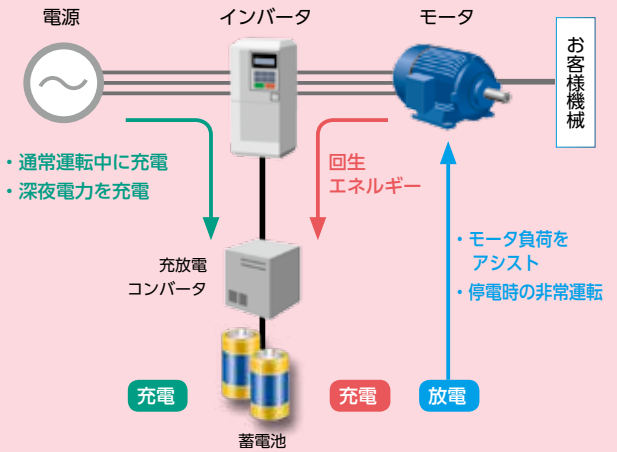 電源
インバータ
モータ
お客様機械
・通常運転中に充電
・深夜電力を充電
回生
エネルギー
・モータ負荷を
アシスト
・停電時の非常運転
充放電
コンバータ
充電
充電
放電
蓄電池